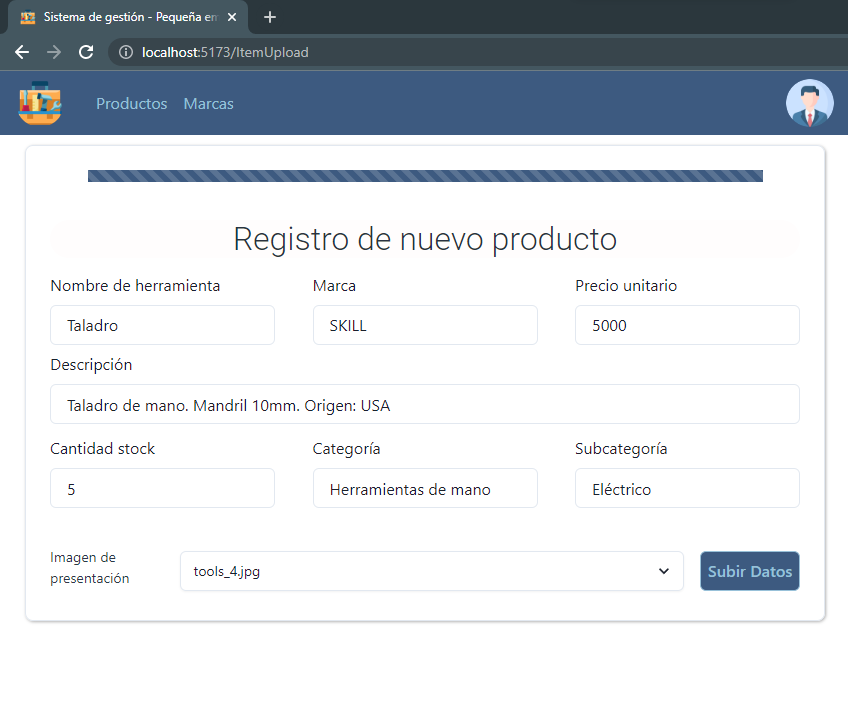 Sistema de gestión - Pequeña em
localhost:5173/ItemUpload
Productos Marcas
Registro de nuevo producto
Nombre de herramienta Marca Precio unitario
Taladro SKILL 5000
Descripción
Taladro de mano. Mandril 10mm. Origen: USA
Cantidad stock Categoría Subcategoría
5 Herramientas de mano Eléctrico
Imagen de
presentación
tools_4.jpg Subir Datos